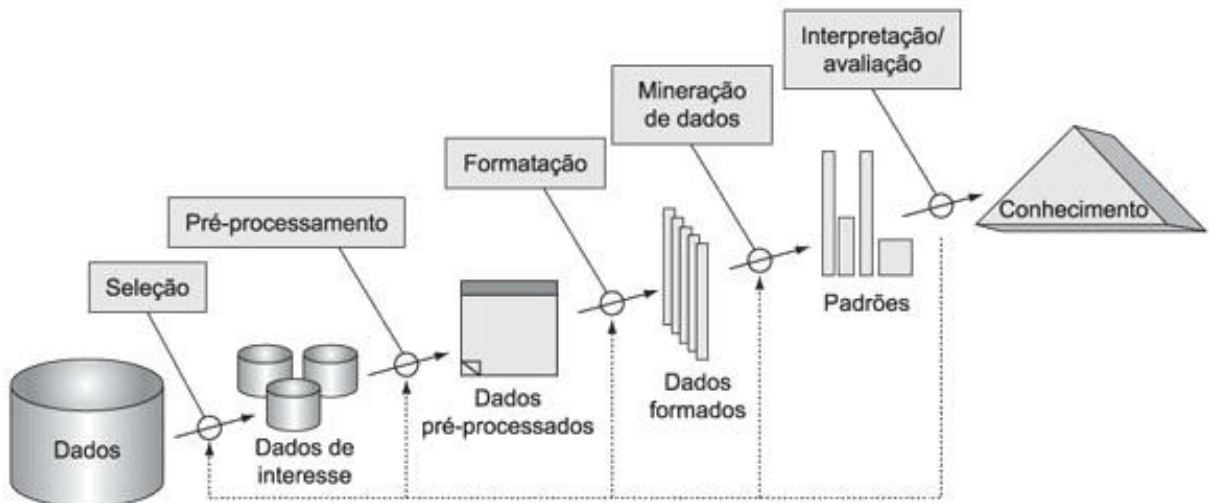 Interpretação/
avaliação
Mineração
de dados
Formatação
Pré-processamento
Seleção
Conhecimento
Padrões
Dados
formados
Dados
pré-processados
Dados de
interesse
Dados